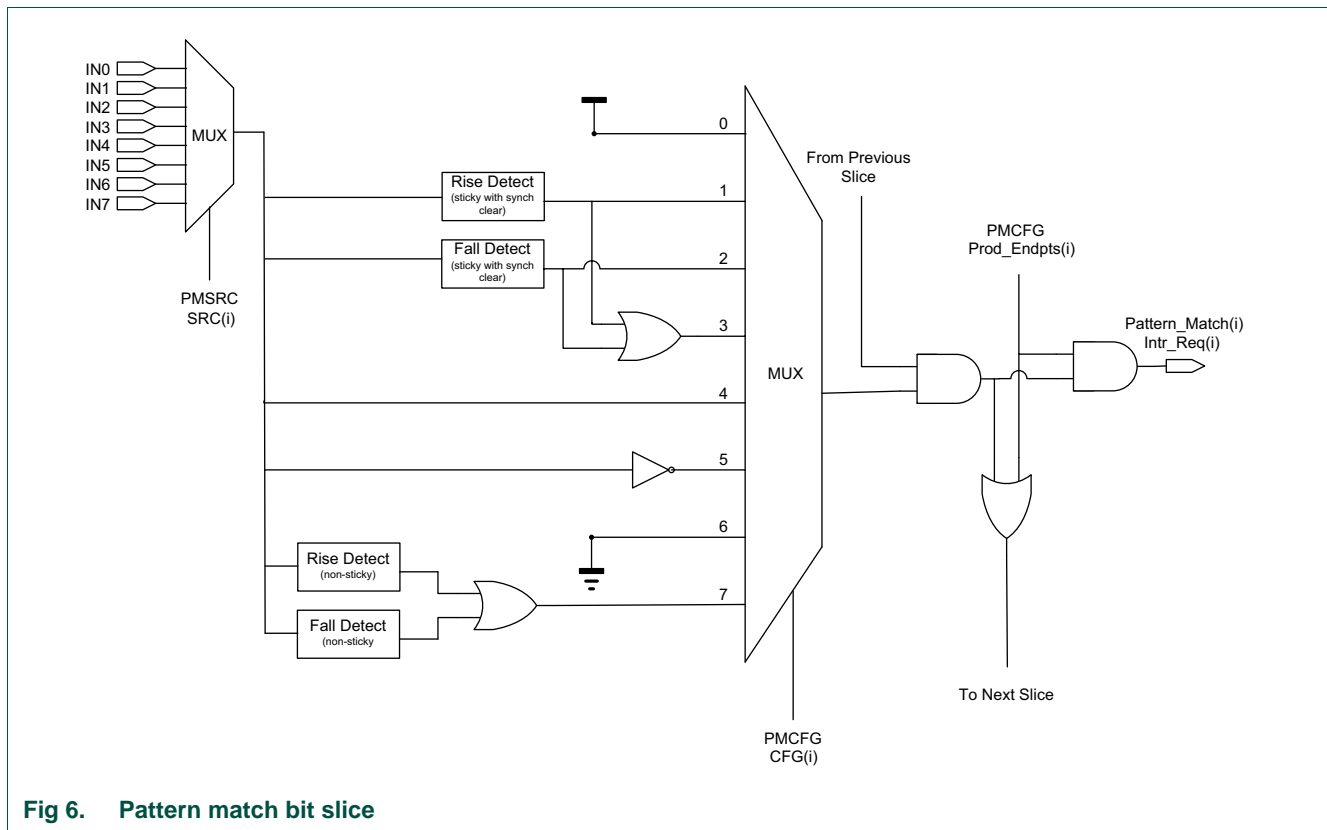 IN0
IN1
IN2
IN3
IN4
IN5
IN6
IN7
MUX
PMSRC
SRC(i)
Rise Detect
(sticky with synch
clear)
Fall Detect
(sticky with synch
clear)
Rise Detect
(non-sticky)
Fall Detect
(non-sticky
0
1
2
3
4
5
6
7
MUX
PMCFG
CFG(i)
From Previous
Slice
PMCFG
Prod_Endpts(i)
Pattern_Match(i)
Intr_Req(i)
To Next Slice
Fig 6. Pattern match bit slice